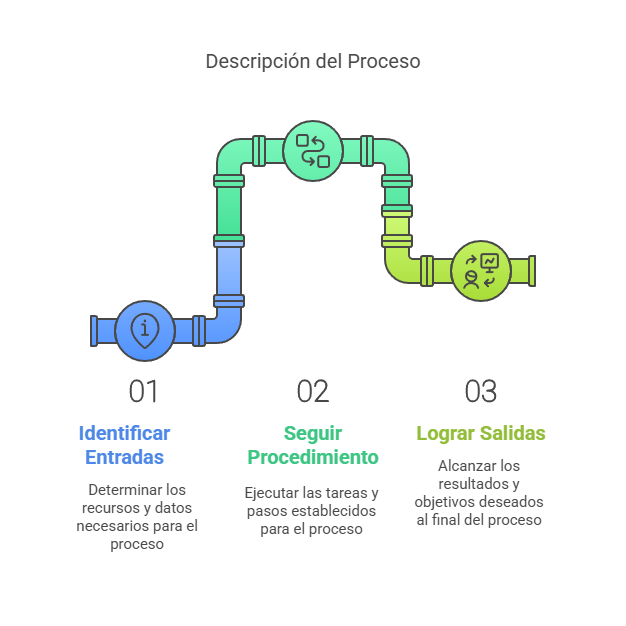 Descripción del Proceso
01
Identificar
Entradas
Determinar los
recursos y datos
necesarios para el
proceso
02
Seguir
Procedimiento
Ejecutar las tareas y
pasos establecidos
para el proceso
03
Lograr Salidas
Alcanzar los
resultados y
objetivos deseados
al final del proceso